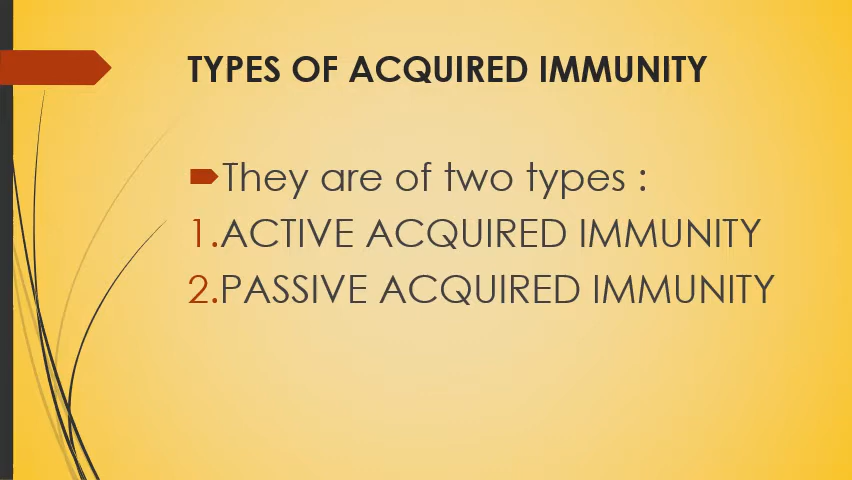 TYPES OF ACQUIRED IMMUNITY
They are of two types :
1.ACTIVE ACQUIRED IMMUNITY
2.PASSIVE ACQUIRED IMMUNITY